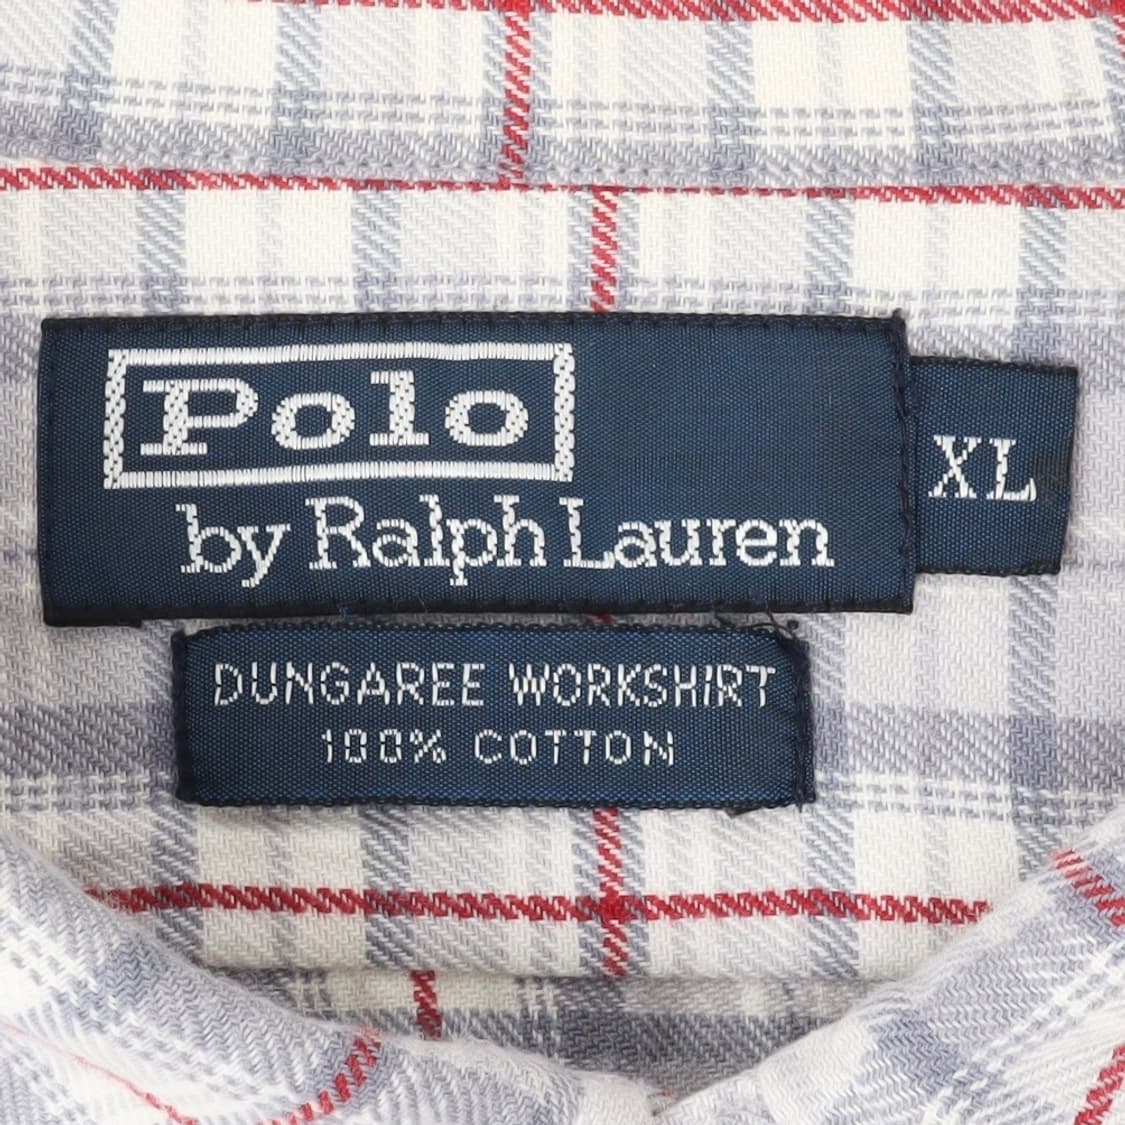 Polo
by Ralph Lauren
XL
DUNGAREE WORKSHIRT
100% COTTON